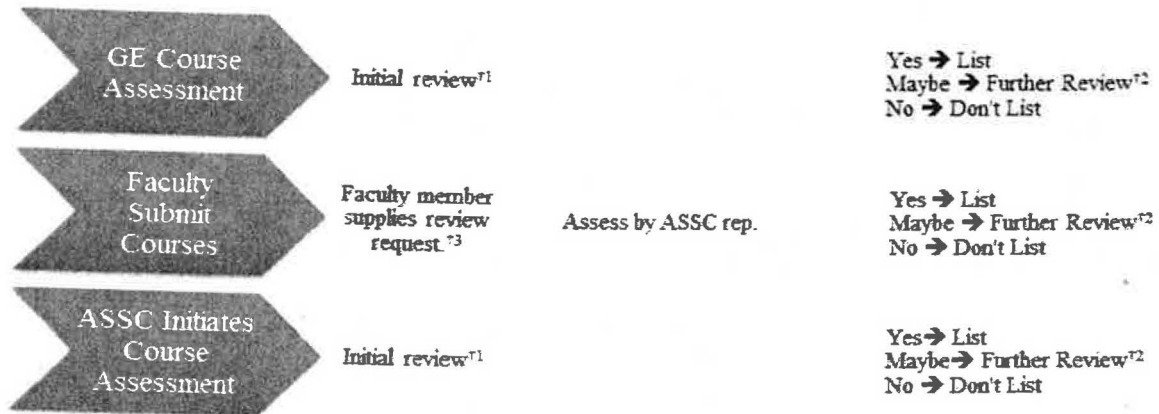 GE Course
Assessment
Initial review†1
Yes ➔ List
Maybe ➔ Further Review†2
No ➔ Don't List
Faculty
Submit
Courses
Faculty member
supplies review
request.†3
Assess by ASSC rep.
Yes ➔ List
Maybe ➔ Further Review†2
No ➔ Don't List
ASSC Initiates
Course
Assessment
Initial review†1
Yes➔ List
Maybe➔ Further Review†2
No ➔ Don't List